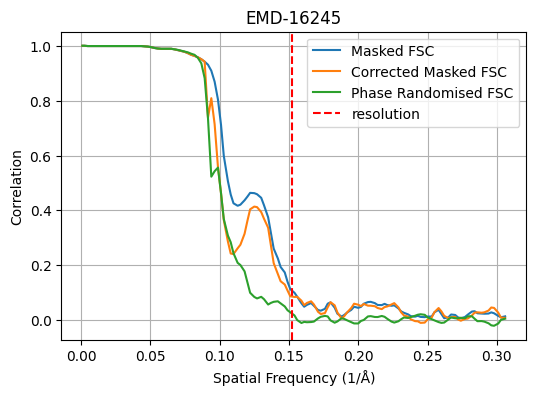 EMD-16245
Masked FSC
Corrected Masked FSC
Phase Randomised FSC
resolution
Correlation
1.0
0.8
0.6
0.4
0.2
0.0
0.00 0.05 0.10 0.15 0.20 0.25 0.30
Spatial Frequency (1/Å)